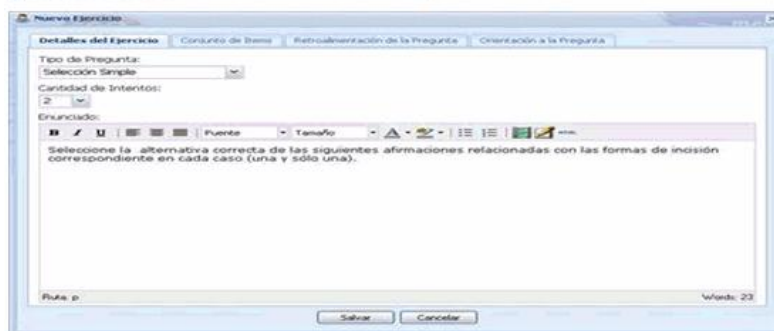 Nuevo Ejercicio
Detalles del Ejercicio Conjunto de Items Retroalimentación de la Pregunta Orientación a la Pregunta
Tipo de Pregunta:
Selección Simple
Cantidad de Intentos:
2
Enunciado:
B I U Fuente Tamaño A HTML
Seleccione la alternativa correcta de las siguientes afirmaciones relacionadas con las formas de incisión
correspondiente en cada caso (una y sólo una).
Ruta: p Words: 23
Salvar Cancelar